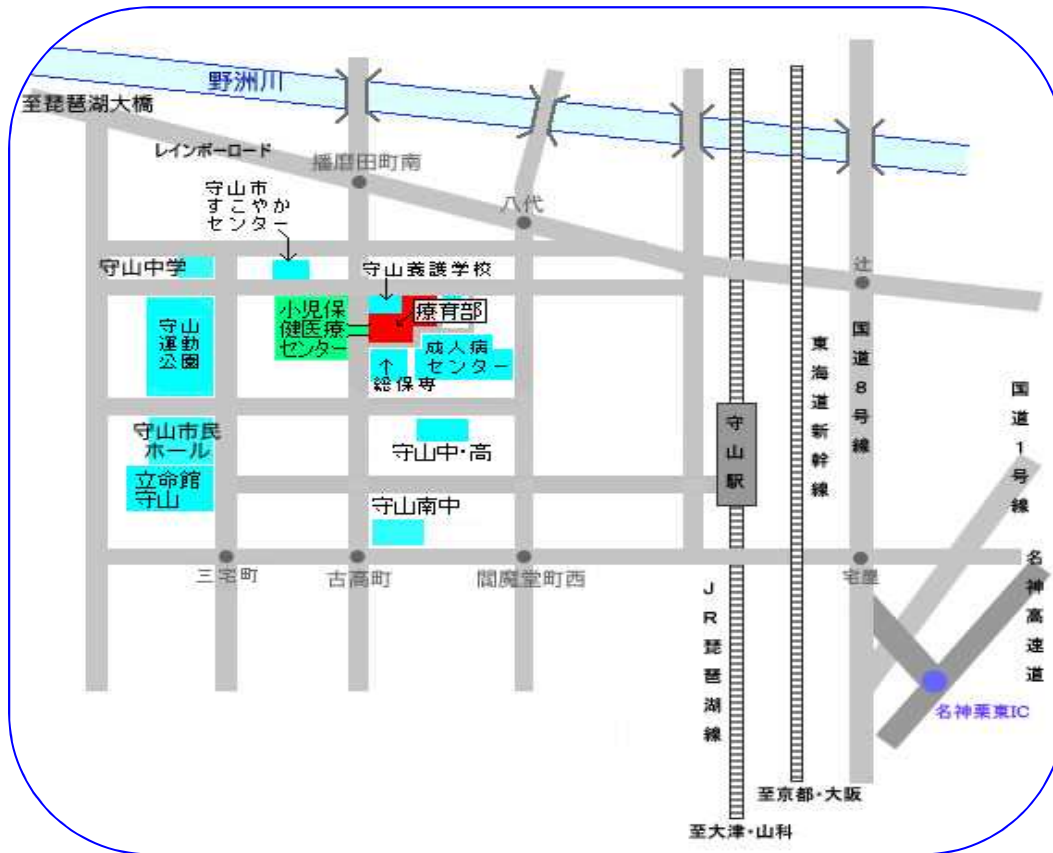 野洲川
至琵琶湖大橋
レインボーロード
播磨田町南
守山市
すこやか
センター
八代
守山中学
守山養護学校
辻
小児保
健医療
センター
療育部
守山
運動
公園
成人病
センター
総保専
国道8号線
東海道新幹線
国道1号線
守山市民
ホール
守山中・高
守山駅
立命館
守山
守山南中
三宅町
古高町
閻魔堂町西
宅屋
名神高速道
JR琵琶湖線
名神栗東IC
至京都・大阪
至大津・山科